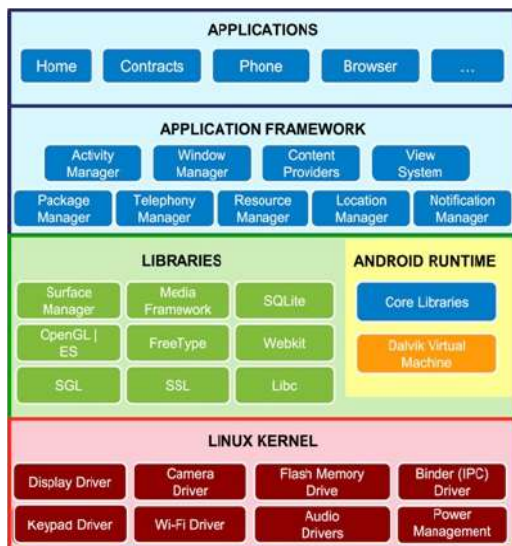 APPLICATIONS
Home
Contracts
Phone
Browser
...
APPLICATION FRAMEWORK
Activity
Manager
Window
Manager
Content
Providers
View
System
Package
Manager
Telephony
Manager
Resource
Manager
Location
Manager
Notification
Manager
LIBRARIES
Surface
Manager
Media
Framework
SQLite
OpenGL |
ES
FreeType
Webkit
SGL
SSL
Libc
ANDROID RUNTIME
Core Libraries
Dalvik Virtual
Machine
LINUX KERNEL
Display Driver
Camera
Driver
Flash Memory
Drive
Binder (IPC)
Driver
Keypad Driver
Wi-Fi Driver
Audio
Drivers
Power
Management